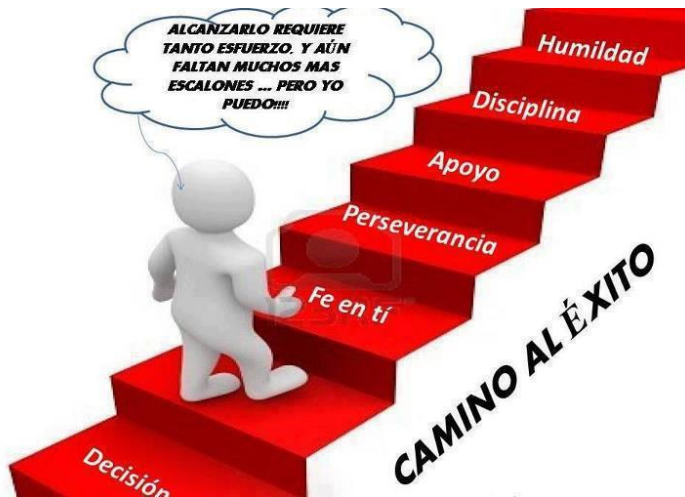 ALCANZARLO REQUIERE
TANTO ESFUERZO, Y AÚN
FALTAN MUCHOS MAS
ESCALONES ... PERO YO
PUEDO!!!!
Humildad
Disciplina
Apoyo
Perseverancia
Fe en tí
Decisión
CAMINO AL ÉXITO